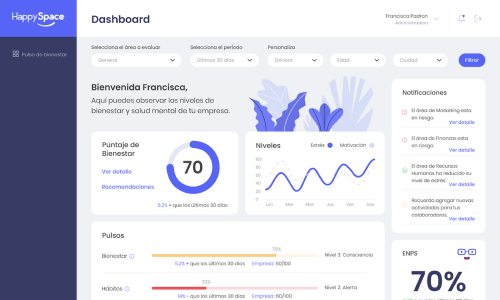 HappySpace
Dashboard
Francisca Padron
Administradora
Pulso de bienestar
Selecciona el área a evaluar
Selecciona el período
Personaliza
General
Últimos 30 días
Género
Edad
Ciudad
Filtrar
Bienvenida Francisca,
Aquí puedes observar los niveles de
bienestar y salud mental de tu empresa.
Notificaciones
El área de Marketing esta
en riesgo.
Ver detalle
El área de Finanzas esta
en riesgo.
Ver detalle
El área de Recursos
Humanos ha reducido su
nivel de estrés.
Ver detalle
Recuerda agregar nuevas
actividades para tus
colaboradores.
Ver detalle
Puntaje de
Bienestar
Ver detalle
Recomendaciones
70
5.2% + que los últimos 30 días
Niveles
Estrés
Motivación
100
80
60
40
20
0
Lun
Mar
Mie
Jue
Vie
Sab
Pulsos
Bienestar
70%
Nivel 3: Consciencia
5.2% + que los últimos 30 días
Empresa: 60/100
Hábitos
33%
Nivel 2: Alerta
14% - que los últimos 30 días
Empresa: 60/100
ENPS
70%